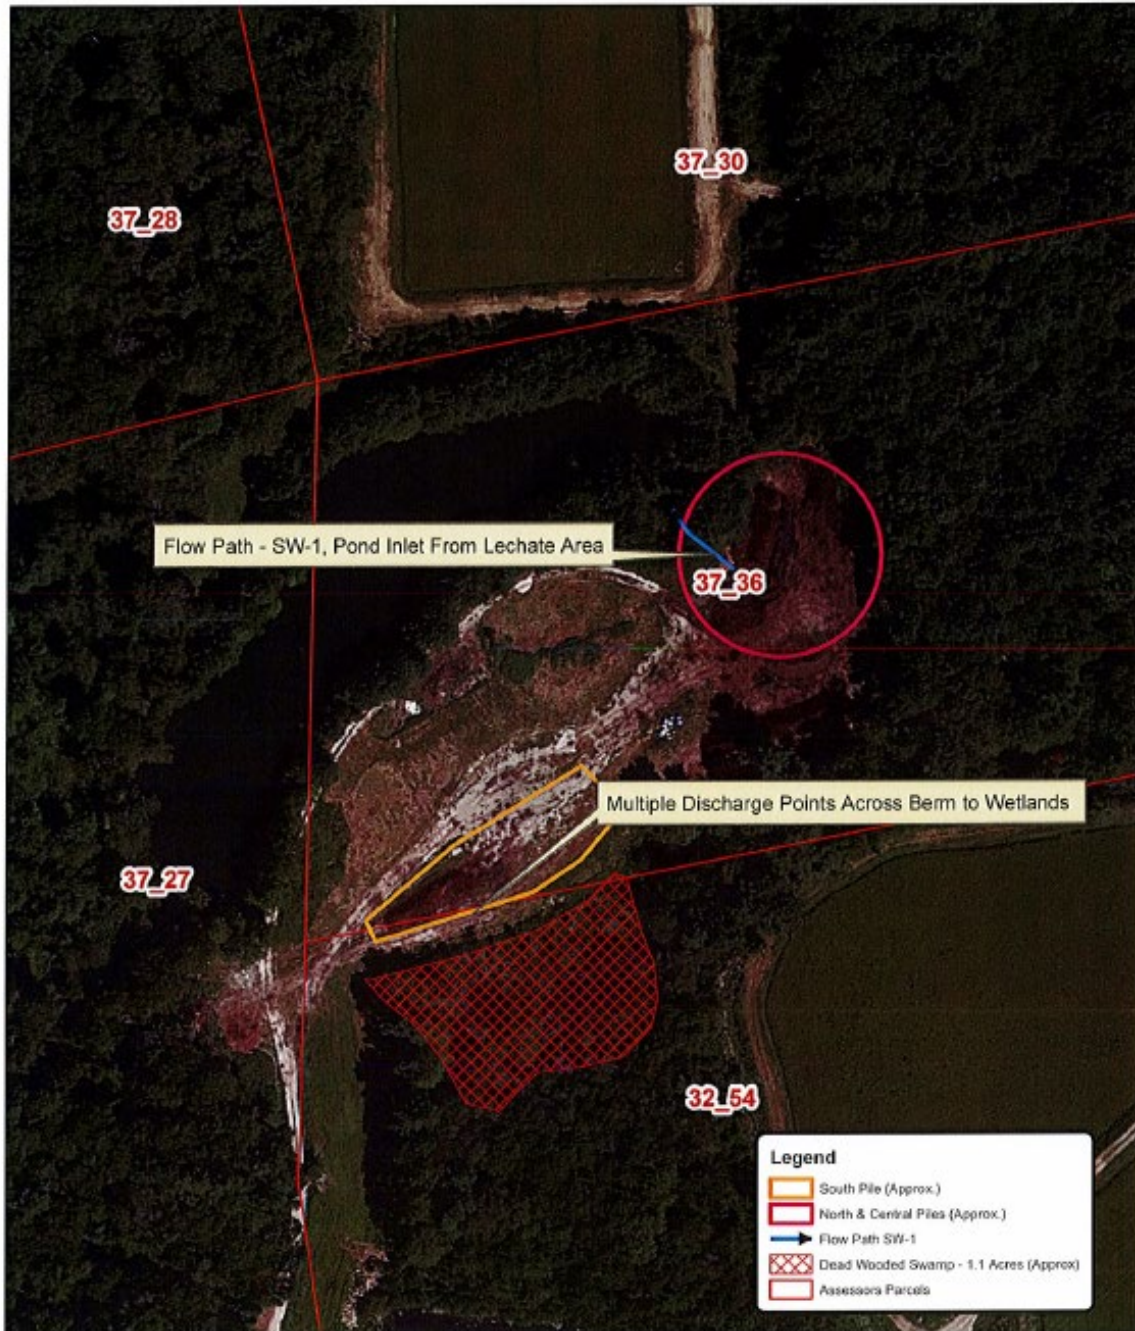 37_30
37_28
Flow Path - SW-1, Pond Inlet From Lechate Area
37_36
Multiple Discharge Points Across Berm to Wetlands
37_27
32_54
Legend
South Pile (Approx.)
North & Central Piles (Approx.)
Flow Path SW-1
Dead Wooded Swamp - 1.1 Acres (Approx)
Assessors Parcels